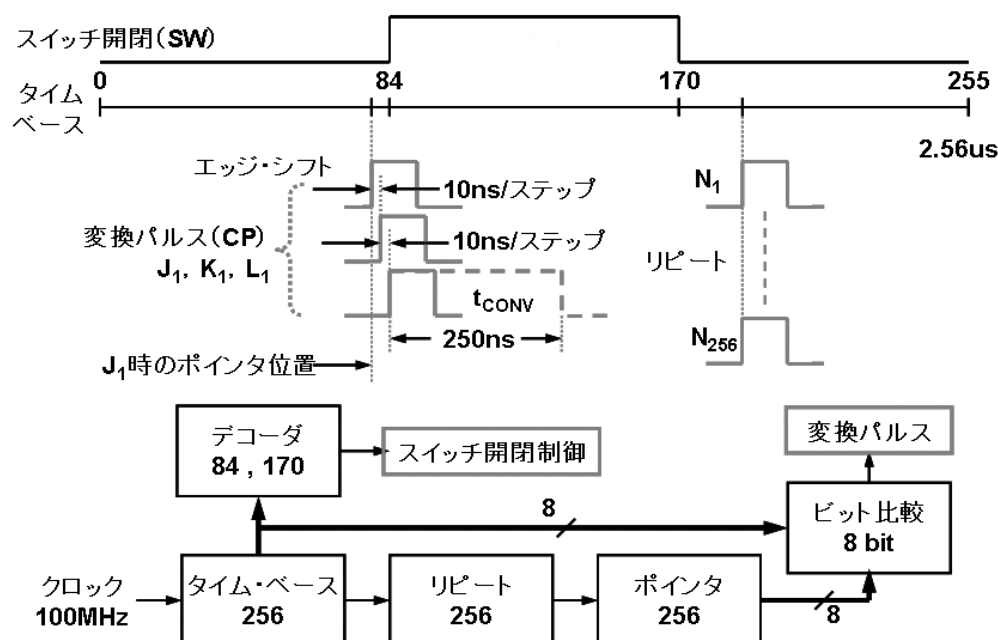 スイッチ開閉(SW)
0 84 170 255
タイム
ベース
2.56us
エッジ・シフト
10ns/ステップ
N1
変換パルス(CP)
J1, K1, L1
10ns/ステップ
リピート
tCONV
250ns
N256
J1時のポインタ位置
デコーダ
84 , 170
スイッチ開閉制御
変換パルス
8
ビット比較
8 bit
クロック
100MHz
タイム・ベース
256
リピート
256
ポインタ
256
8